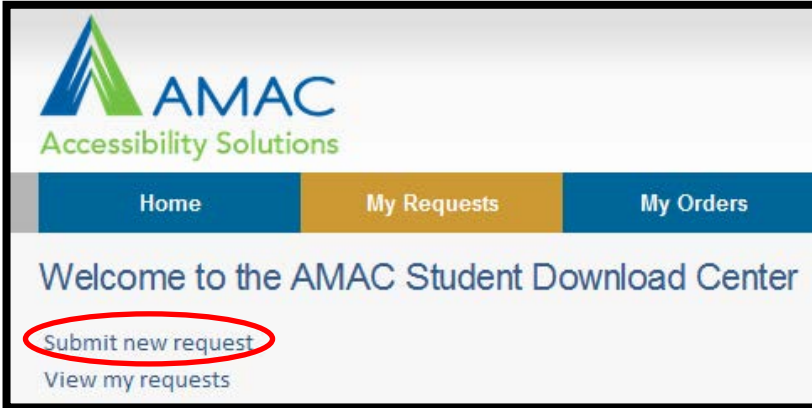 AMAC
Accessibility Solutions
Home My Requests My Orders
Welcome to the AMAC Student Download Center
Submit new request
View my requests